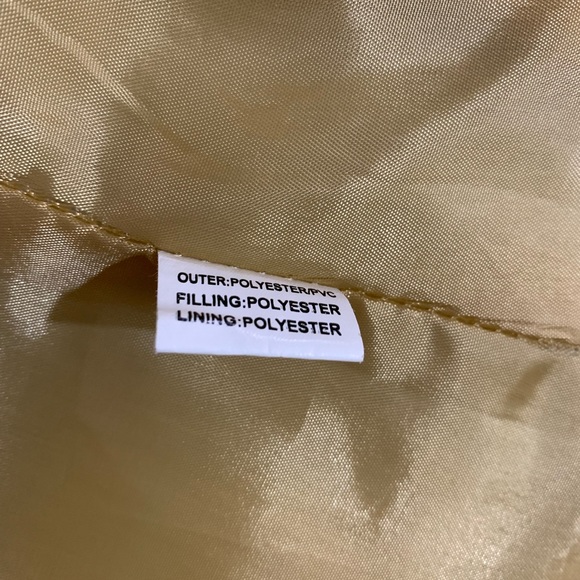 OUTER:POLYESTER/PVC
FILLING:POLYESTER
LINING:POLYESTER